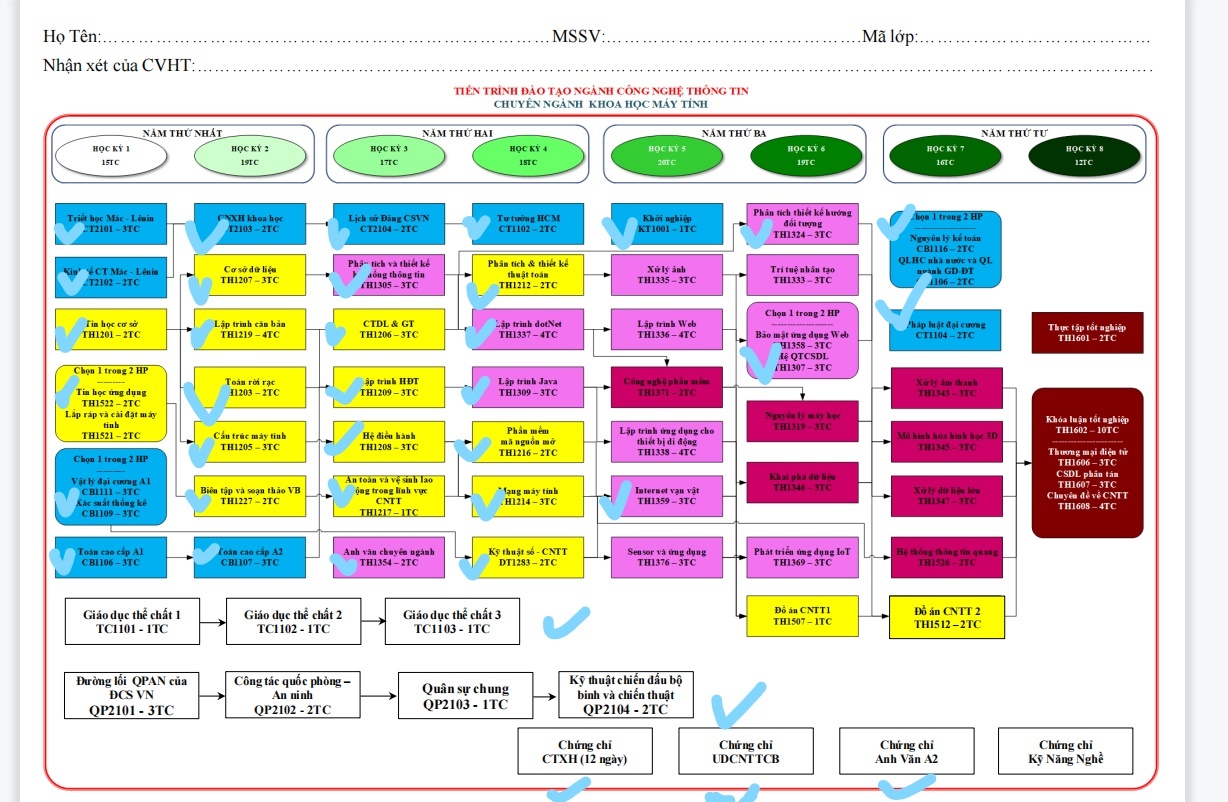 Họ Tên:……………………………………………………MSSV:……………………………Mã lớp:…………………………
Nhận xét của CVHT:……………………………………………………………………………………………………
TIẾN TRÌNH ĐÀO TẠO NGÀNH CÔNG NGHỆ THÔNG TIN
CHUYÊN NGÀNH KHOA HỌC MÁY TÍNH
NĂM THỨ NHẤT
HỌC KỲ 1
15TC
HỌC KỲ 2
19TC
NĂM THỨ HAI
HỌC KỲ 3
17TC
HỌC KỲ 4
18TC
NĂM THỨ BA
HỌC KỲ 5
20TC
HỌC KỲ 6
19TC
NĂM THỨ TƯ
HỌC KỲ 7
16TC
HỌC KỲ 8
12TC
Triết học Mác - Lênin
CT2101 – 3TC
CNXH khoa học
CT2103 – 2TC
Lịch sử Đảng CSVN
CT2104 – 2TC
Tư tưởng HCM
CT1102 – 2TC
Khởi nghiệp
KT1001 – 1TC
Phân tích thiết kế hướng
đối tượng
TH1324 – 3TC
Chọn 1 trong 2 HP
Nguyên lý kế toán
CB1116 – 2TC
QLHC nhà nước và QL
ngành GD-ĐT
1106 – 2TC
Kinh tế CT Mác - Lênin
CT2102 – 2TC
Cơ sở dữ liệu
TH1207 – 3TC
Phân tích và thiết kế
hệ thống thông tin
TH1305 – 3TC
Phân tích & thiết kế
thuật toán
TH1212 – 2TC
Xử lý ảnh
TH1335 – 3TC
Trí tuệ nhân tạo
TH1333 – 3TC
Tin học cơ sở
TH1201 – 2TC
Lập trình căn bản
TH1219 – 4TC
CTDL & GT
TH1206 – 3TC
Lập trình dotNet
TH1337 – 4TC
Lập trình Web
TH1336 – 4TC
Chọn 1 trong 2 HP
Bảo mật ứng dụng Web
TH1358 – 3TC
Hệ QTCSDL
TH1307 – 3TC
Pháp luật đại cương
CT1104 – 2TC
Thực tập tốt nghiệp
TH1601 – 2TC
Chọn 1 trong 2 HP
Tin học ứng dụng
TH1522 – 2TC
Lắp ráp và cài đặt máy
tính
TH1521 – 2TC
Toán rời rạc
TH1203 – 2TC
Lập trình HĐT
TH1209 – 3TC
Lập trình Java
TH1309 – 3TC
Công nghệ phần mềm
TH1371 – 2TC
Nguyên lý máy học
TH1319 – 3TC
Xử lý âm thanh
TH1343 – 3TC
Khóa luận tốt nghiệp
TH1602 – 10TC
Thương mại điện tử
TH1606 – 3TC
CSDL phân tán
TH1607 – 3TC
Chuyên đề về CNTT
TH1608 – 4TC
Cấu trúc máy tính
TH1205 – 3TC
Hệ điều hành
TH1208 – 3TC
Phần mềm
mã nguồn mở
TH1216 – 2TC
Lập trình ứng dụng cho
thiết bị di động
TH1338 – 4TC
Mô hình hoá hình học 3D
TH1345 – 3TC
Chọn 1 trong 2 HP
Vật lý đại cương A1
CB1111 – 3TC
Xác suất thống kê
CB1109 – 3TC
Biên tập và soạn thảo VB
TH1227 – 2TC
An toàn và vệ sinh lao
động trong lĩnh vực
CNTT
TH1217 – 1TC
Mạng máy tính
TH1214 – 3TC
Internet vạn vật
TH1359 – 3TC
Khai phá dữ liệu
TH1346 – 3TC
Xử lý dữ liệu lớn
TH1347 – 3TC
Toán cao cấp A1
CB1106 – 3TC
Toán cao cấp A2
CB1107 – 3TC
Anh văn chuyên ngành
TH1354 – 2TC
Kỹ thuật số - CNTT
DT1283 – 2TC
Sensor và ứng dụng
TH1376 – 3TC
Phát triển ứng dụng IoT
TH1369 – 3TC
Hệ thống thông tin quang
TH1526 – 2TC
Giáo dục thể chất 1
TC1101 - 1TC
Giáo dục thể chất 2
TC1102 - 1TC
Giáo dục thể chất 3
TC1103 - 1TC
Đồ án CNTT1
TH1507 – 1TC
Đồ án CNTT 2
TH1512 – 2TC
Đường lối QPAN của
ĐCS VN
QP2101 - 3TC
Công tác quốc phòng –
An ninh
QP2102 - 2TC
Quân sự chung
QP2103 - 1TC
Kỹ thuật chiến đấu bộ
binh và chiến thuật
QP2104 - 2TC
Chứng chỉ
CTXH (12 ngày)
Chứng chỉ
UDCNTTCB
Chứng chỉ
Anh Văn A2
Chứng chỉ
Kỹ Năng Nghề